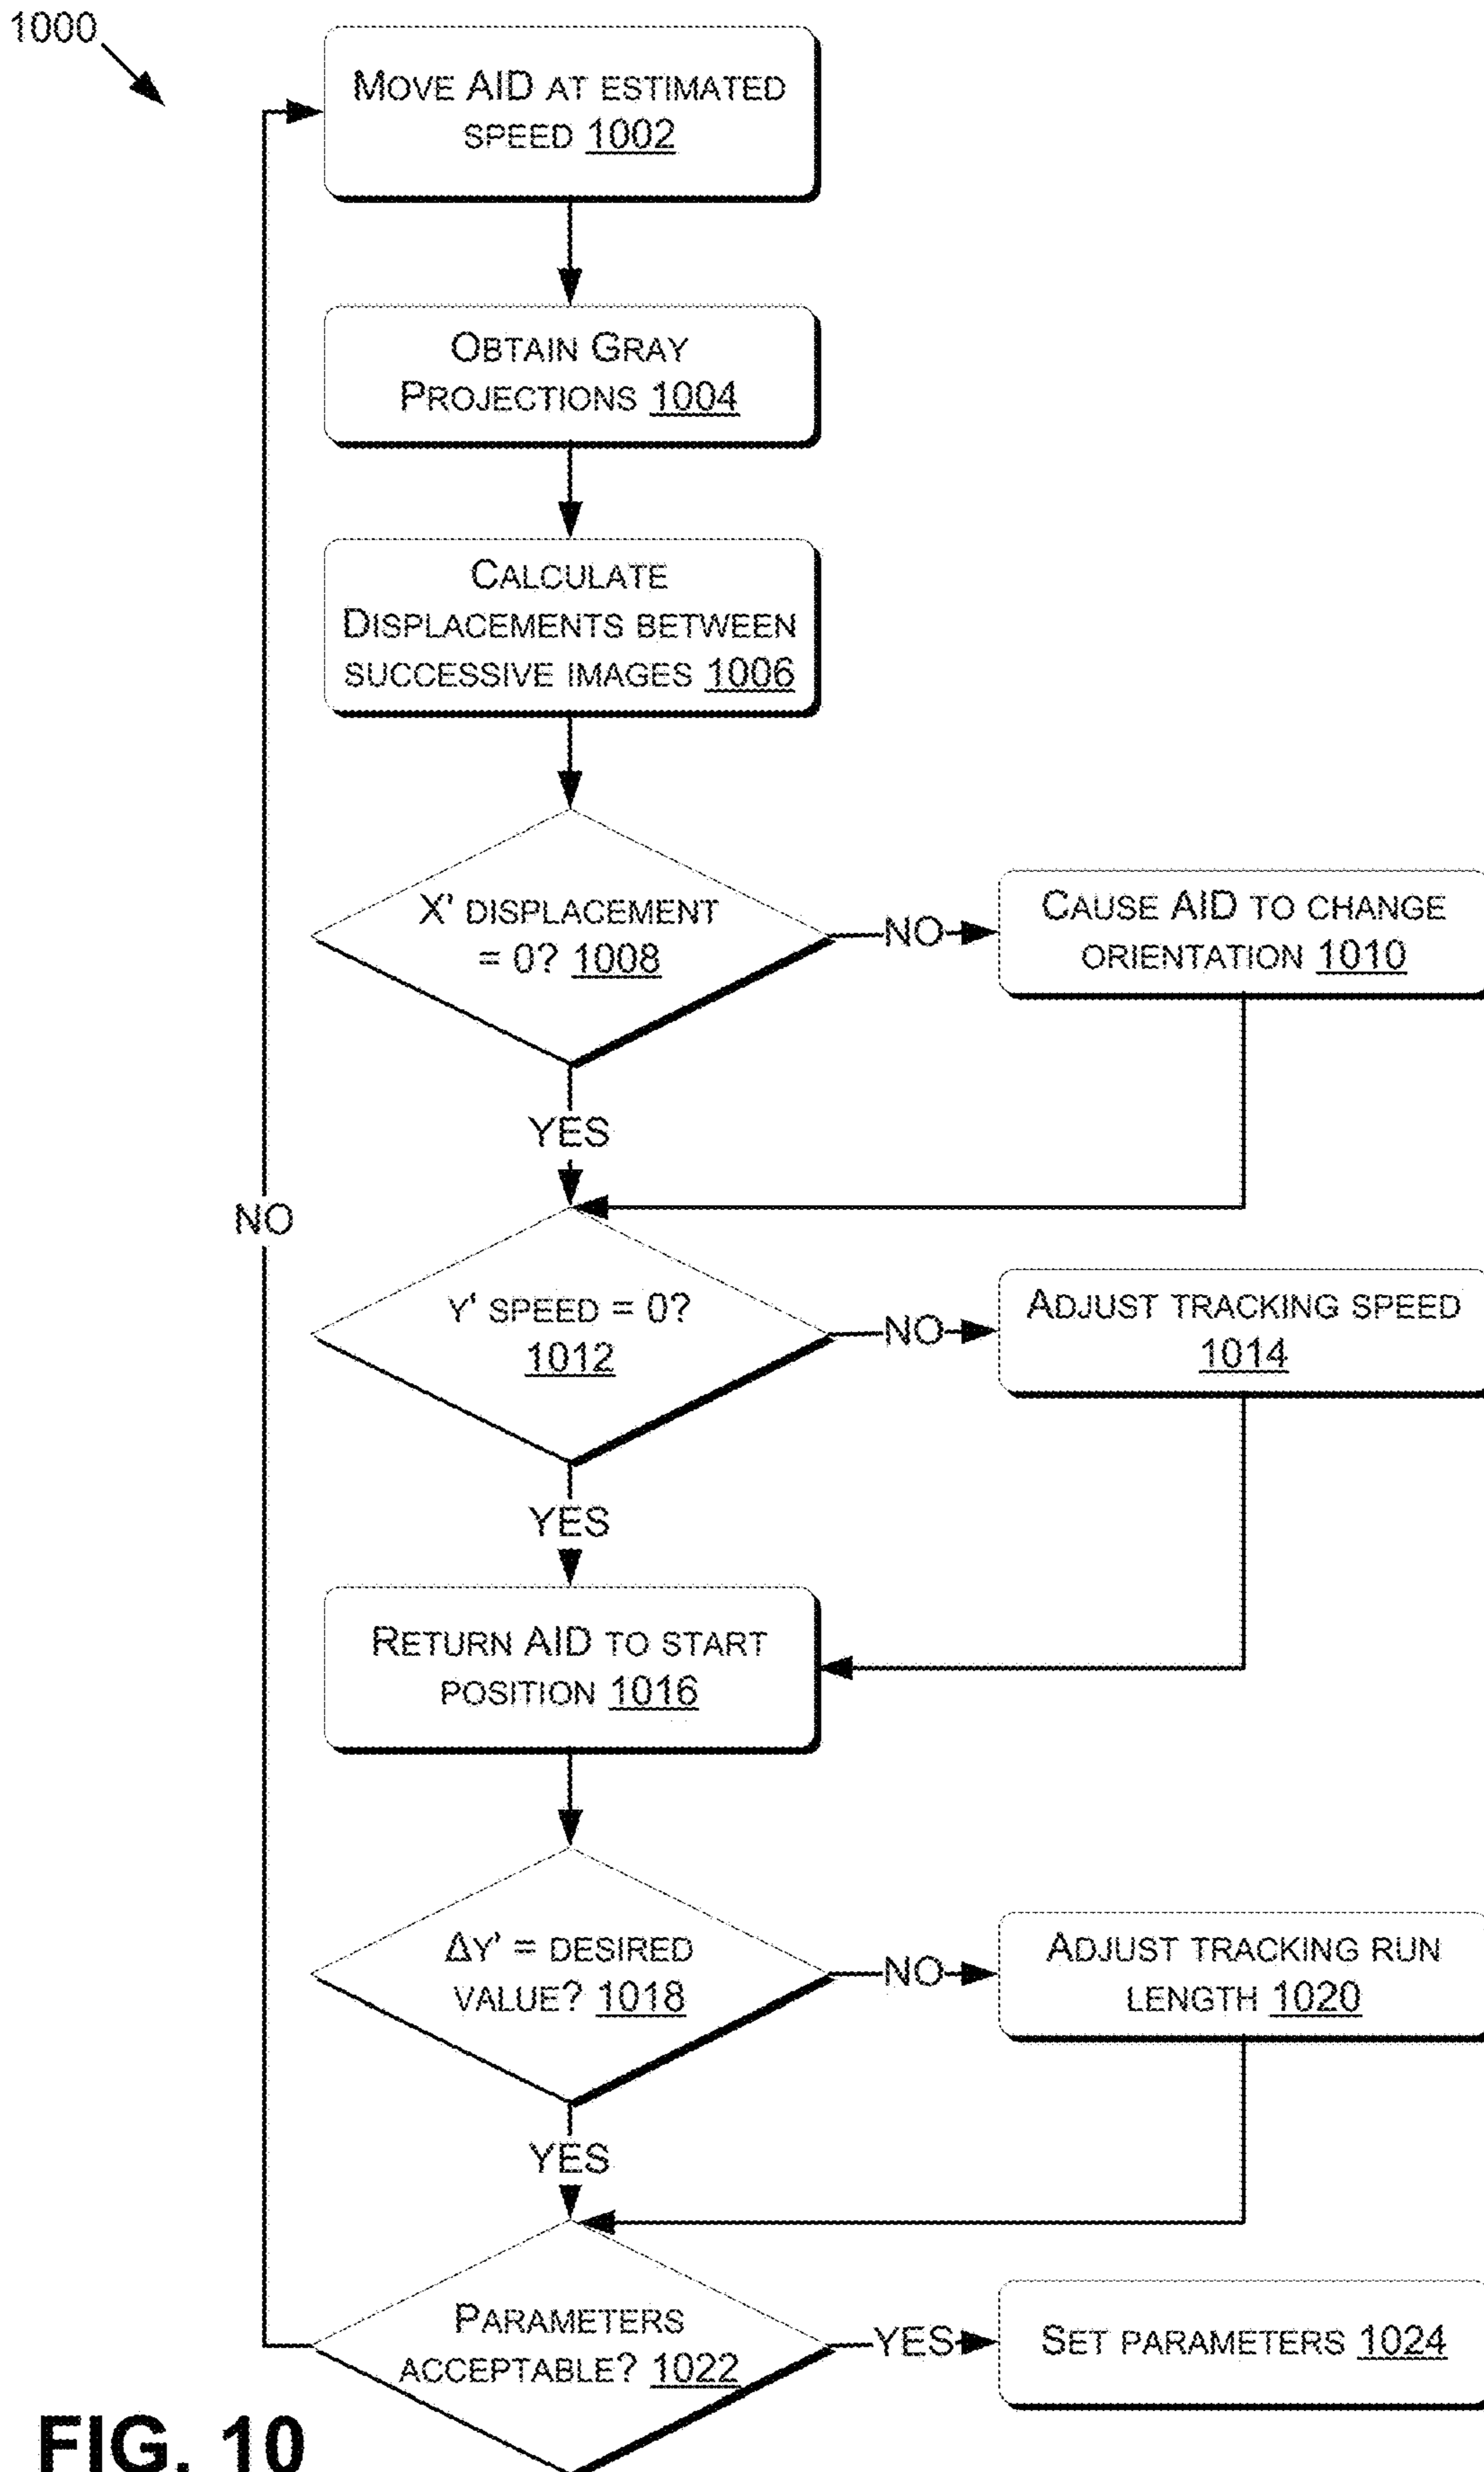 1000
MOVE AID AT ESTIMATED
SPEED 1002
OBTAIN GRAY
PROJECTIONS 1004
CALCULATE
DISPLACEMENTS BETWEEN
SUCCESSIVE IMAGES 1006
X' DISPLACEMENT
= 0? 1008
NO
CAUSE AID TO CHANGE
ORIENTATION 1010
YES
NO
Y' SPEED = 0?
1012
NO
ADJUST TRACKING SPEED
1014
YES
RETURN AID TO START
POSITION 1016
ΔY' = DESIRED
VALUE? 1018
NO
ADJUST TRACKING RUN
LENGTH 1020
YES
PARAMETERS
ACCEPTABLE? 1022
YES
SET PARAMETERS 1024
FIG. 10